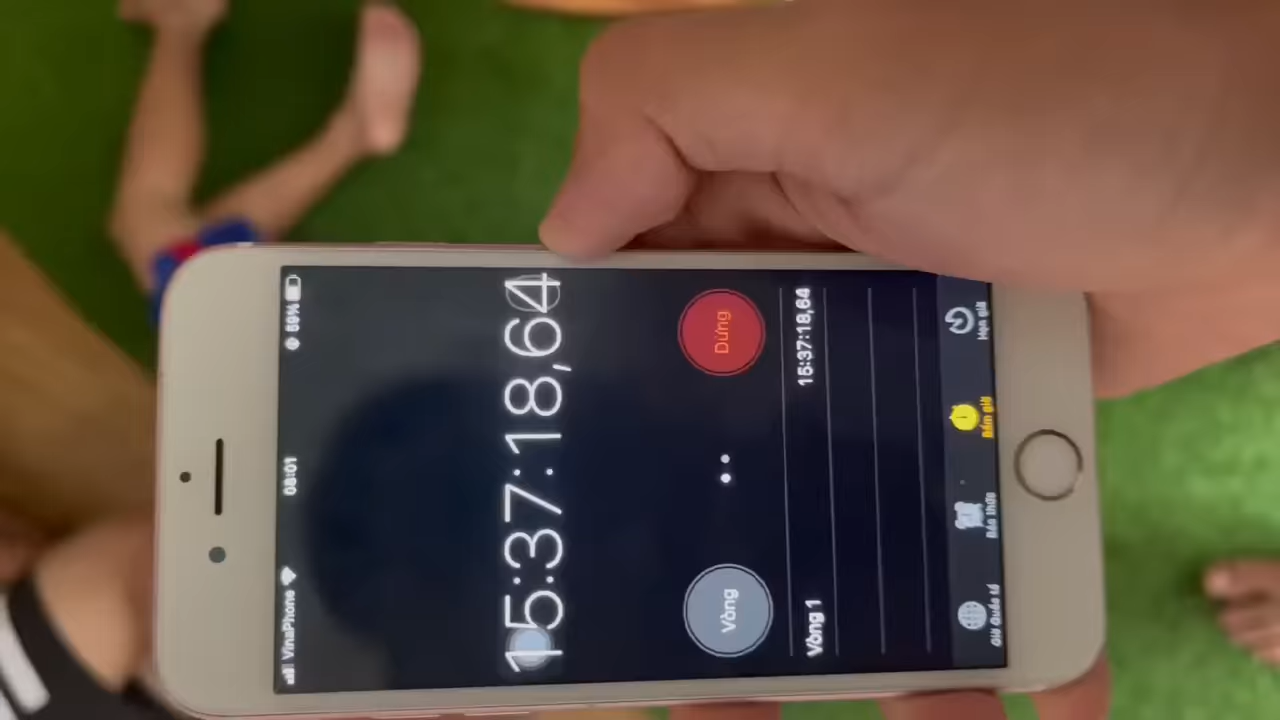 VinaPhone 08:01 59%
15:37:18,64
Vòng Dừng
Vòng 1 15:37:18,64
Giờ Quốc tế Báo thức Bấm giờ Hẹn giờ